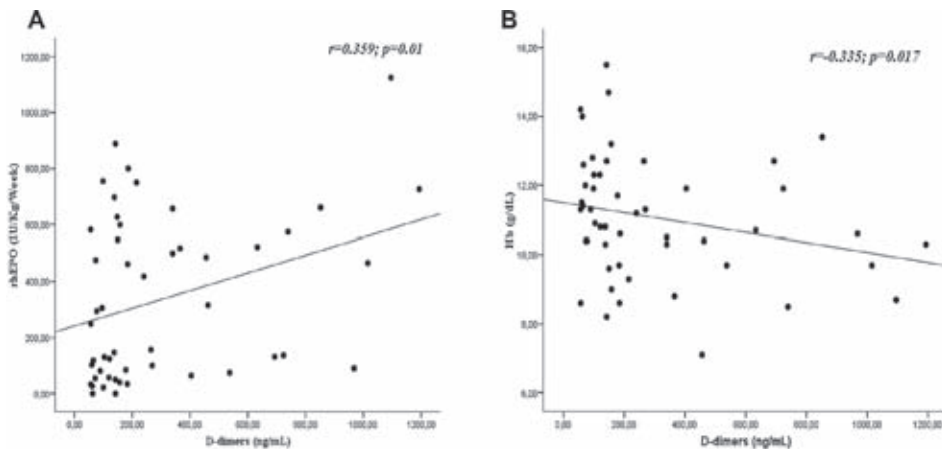 A
r=0.359; p=0.01
rhEPO (IU/Kg/Week)
1200,00
1000,00
800,00
600,00
400,00
200,00
0,00
0,00 200,00 400,00 600,00 800,00 1000,00 1200,00
D-dimers (ng/mL)
B
r=-0.335; p=0.017
Hb (g/dL)
16,00
14,00
12,00
10,00
8,00
6,00
0,00 200,00 400,00 600,00 800,00 1000,00 1200,00
D-dimers (ng/mL)